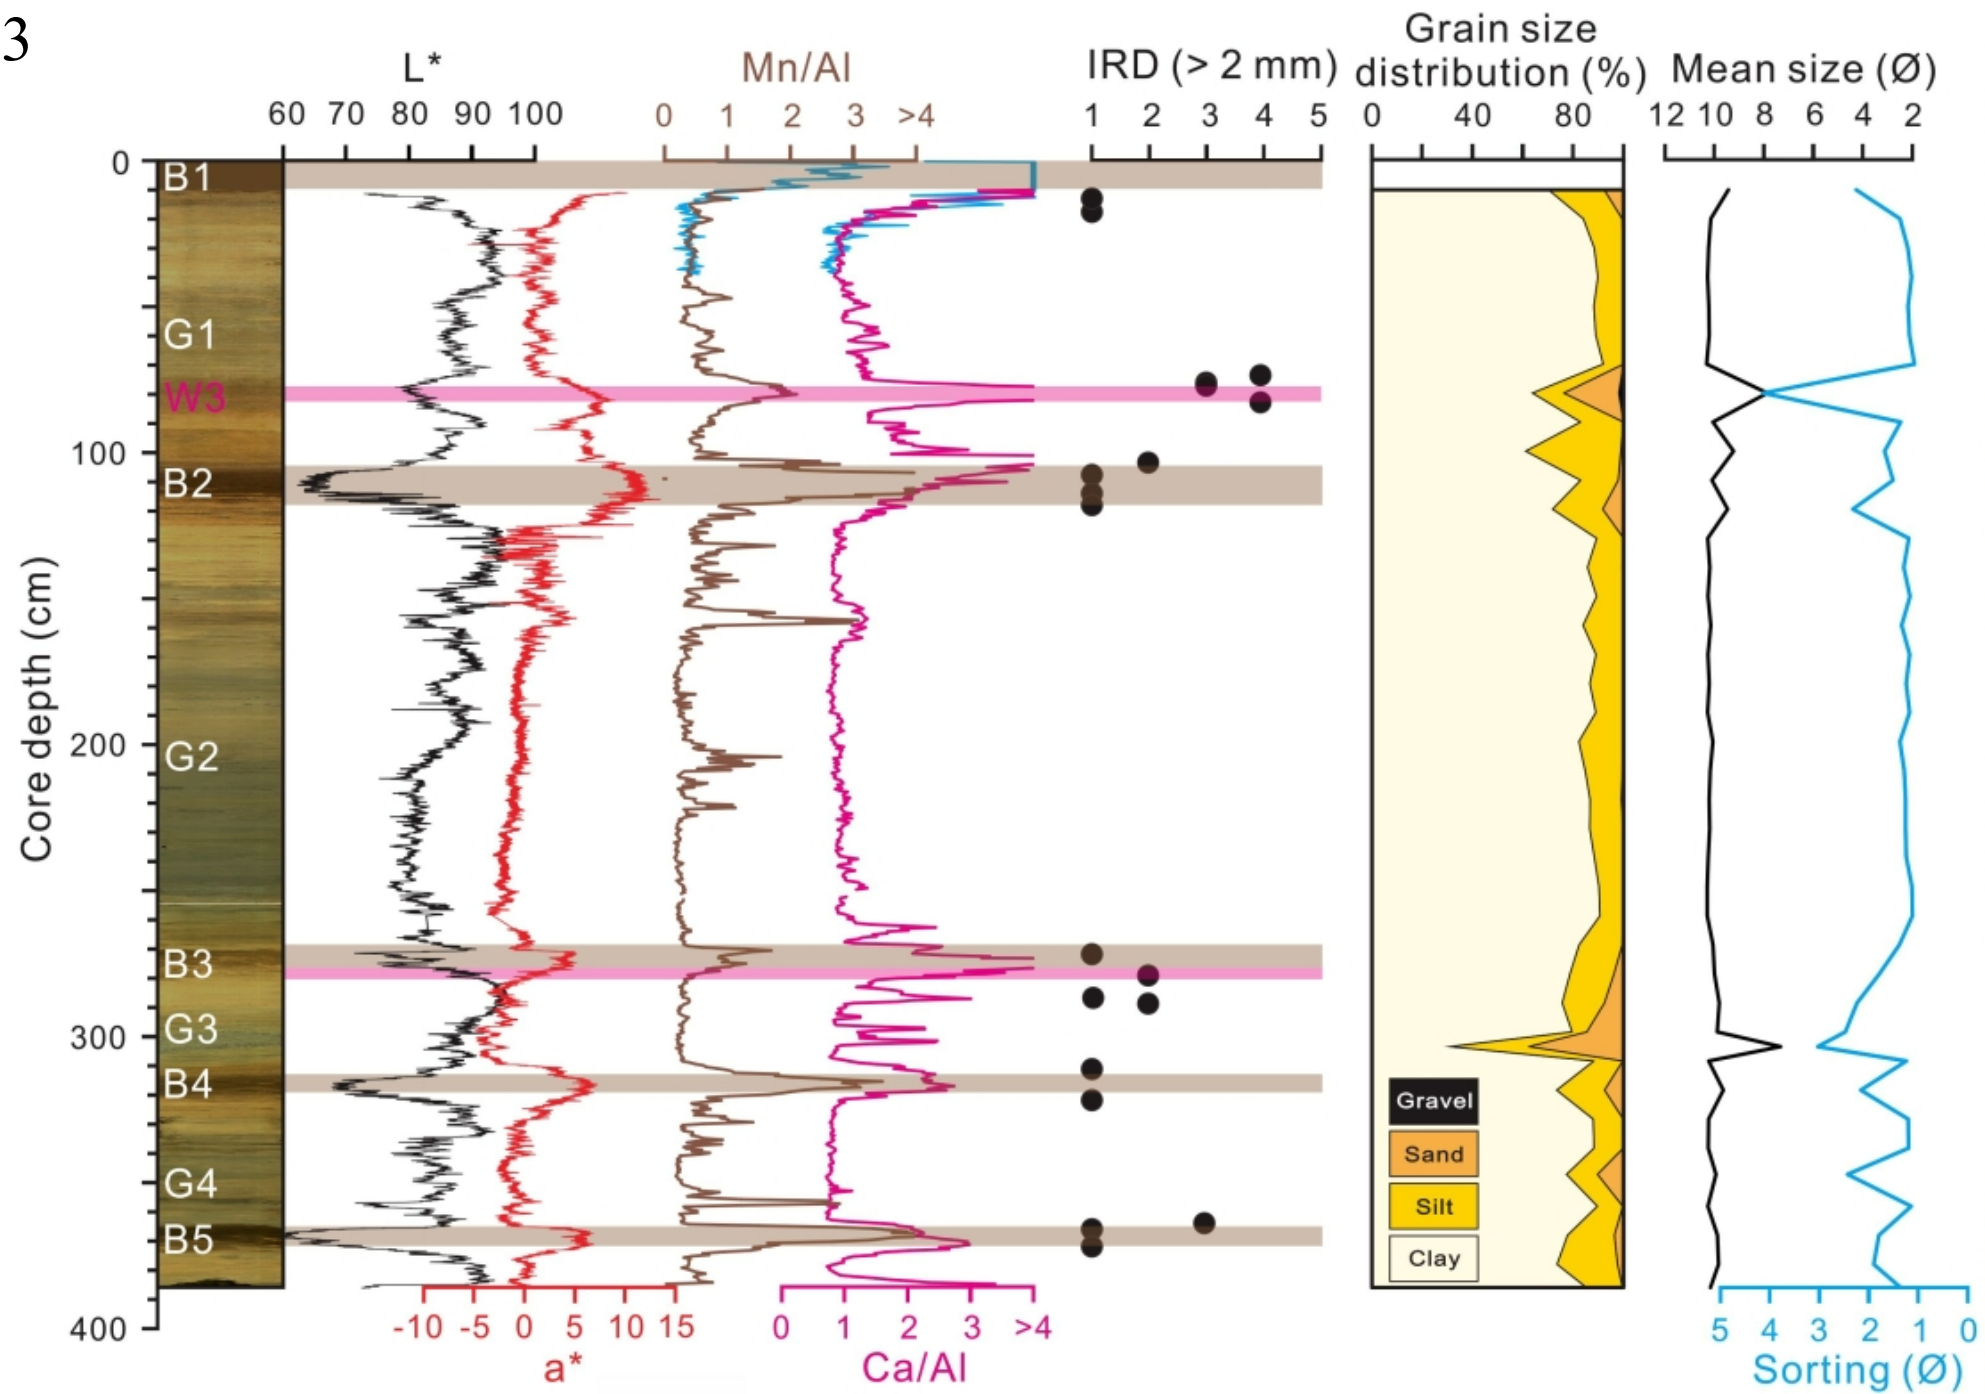 3
L*
60 70 80 90 100
Mn/Al
0 1 2 3 >4
IRD (> 2 mm)
1 2 3 4 5
Grain size
distribution (%)
0 40 80
Mean size (Ø)
12 10 8 6 4 2
Core depth (cm)
0
100
200
300
400
B1
G1
W3
B2
G2
B3
G3
B4
G4
B5
Gravel
Sand
Silt
Clay
-10 -5 0 5 10 15
a*
0 1 2 3 >4
Ca/Al
5 4 3 2 1 0
Sorting (Ø)